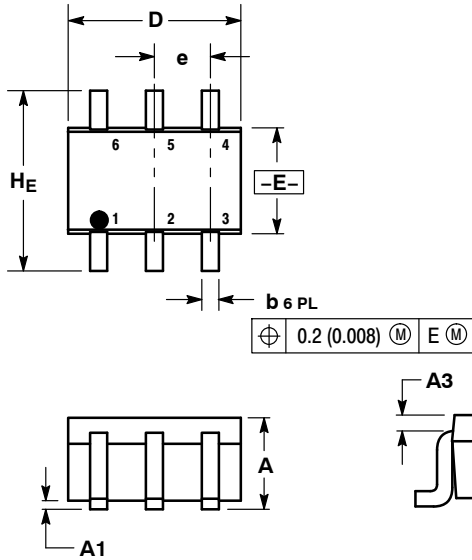 D
e
6 5 4
HE
-E-
1 2 3
b 6 PL
⌖ 0.2 (0.008) Ⓜ E Ⓜ
A3
A
A1